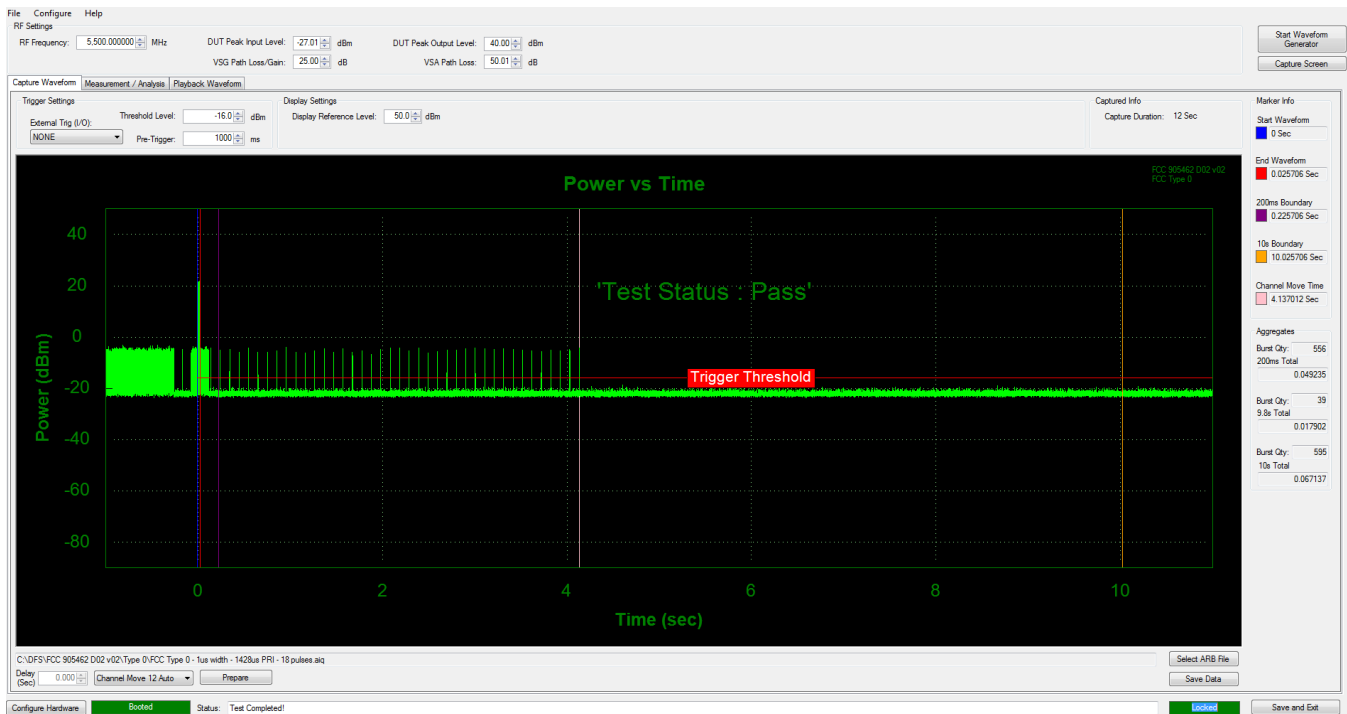 File Configure Help
RF Settings
RF Frequency: 5,500.000000 MHz DUT Peak Input Level: -27.01 dBm DUT Peak Output Level: 40.00 dBm
VSG Path Loss/Gain: 25.00 dB VSA Path Loss: 50.01 dB
Start Waveform Generator
Capture Screen
Capture Waveform Measurement / Analysis Playback Waveform
Trigger Settings
External Trig (I/O):
NONE
Threshold Level: -16.0 dBm
Pre-Trigger: 1000 ms
Display Settings
Display Reference Level: 50.0 dBm
Captured Info
Capture Duration: 12 Sec
Marker Info
Start Waveform
0 Sec
End Waveform
0.025706 Sec
200ms Boundary
0.225706 Sec
10s Boundary
10.025706 Sec
Channel Move Time
4.137012 Sec
Aggregates
Burst Qty: 556
200ms Total
0.049235
Burst Qty: 39
9.8s Total
0.017902
Burst Qty: 595
10s Total
0.067137
Power vs Time
FCC 905462 D02 v02
FCC Type 0
'Test Status : Pass'
Trigger Threshold
Power (dBm)
40
20
0
-20
-40
-60
-80
0 2 4 6 8 10
Time (sec)
C:\DFS\FCC 905462 D02 v02\Type 0\FCC Type 0 - 1us width - 1428us PRI - 18 pulses.aiq
Select ARB File
Delay (Sec) 0.000 Channel Move 12 Auto Prepare
Save Data
Configure Hardware Booted Status: Test Completed! Locked Save and Exit